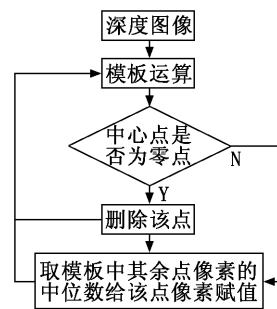 深度图像
模板运算
中心点是
否为零点
N
Y
删除该点
取模板中其余点像素的
中位数给该点像素赋值